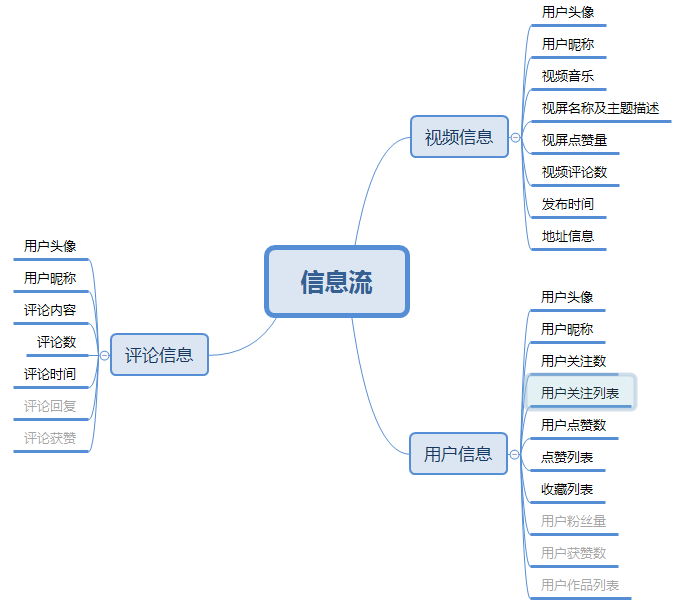 信息流
视频信息
用户头像
用户昵称
视频音乐
视屏名称及主题描述
视屏点赞量
视频评论数
发布时间
地址信息
用户信息
用户头像
用户昵称
用户关注数
用户关注列表
用户点赞数
点赞列表
收藏列表
用户粉丝量
用户获赞数
用户作品列表
评论信息
用户头像
用户昵称
评论内容
评论数
评论时间
评论回复
评论获赞